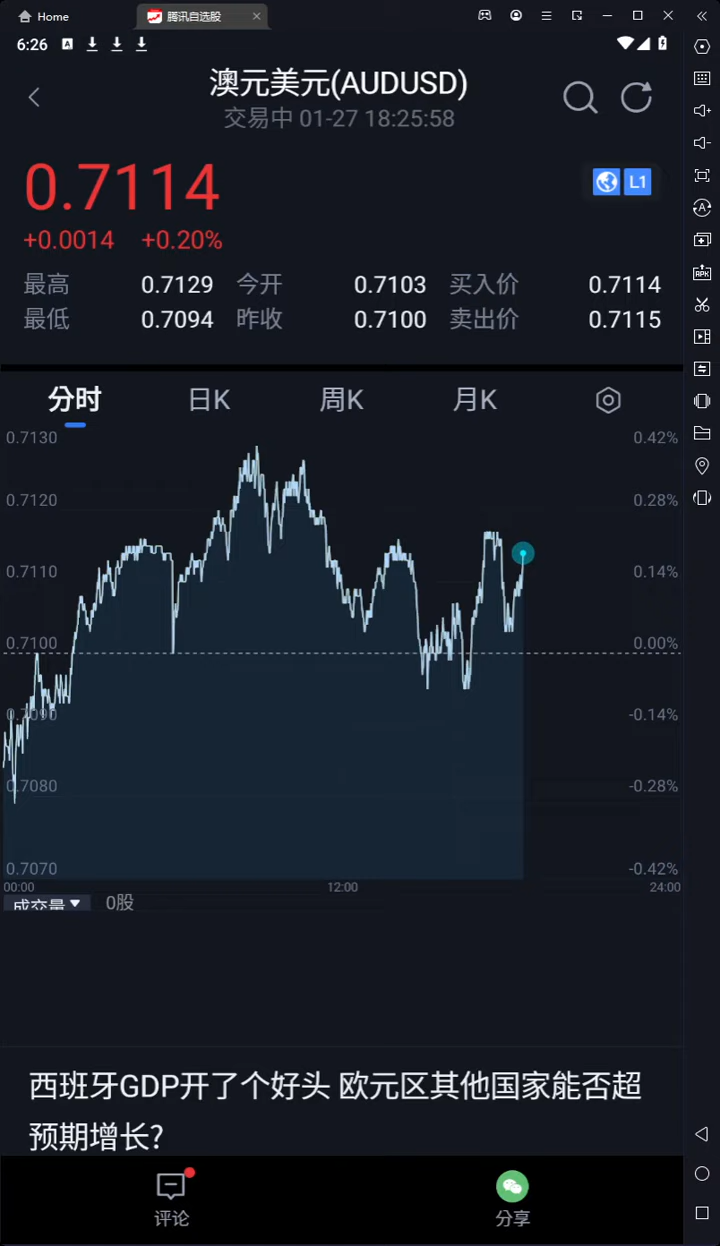 Home
腾讯自选股
6:26
A
澳元美元(AUDUSD)
交易中 01-27 18:25:58
0.7114
L1
+0.0014 +0.20%
最高 0.7129 今开 0.7103 买入价 0.7114
最低 0.7094 昨收 0.7100 卖出价 0.7115
分时 日K 周K 月K
0.7130 0.42%
0.7120 0.28%
0.7110 0.14%
0.7100 0.00%
0.7090 -0.14%
0.7080 -0.28%
0.7070 -0.42%
00:00 12:00 24:00
成交量 ▼ 0股
西班牙GDP开了个好头 欧元区其他国家能否超
预期增长?
评论 分享
APK